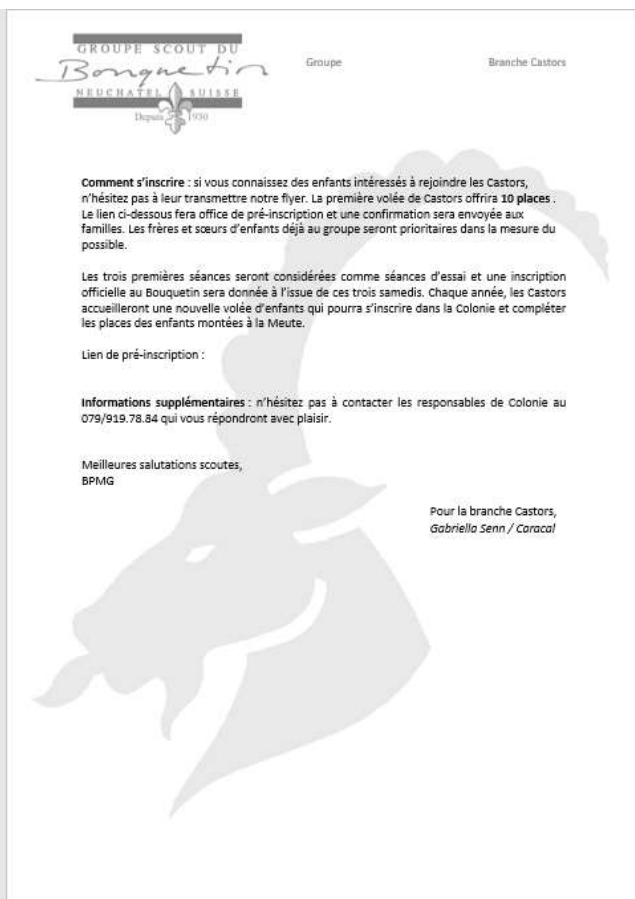 GROUPE SCOUT DU
Bouquetin
NEUCHATEL SUISSE
Depuis 1930
Groupe
Branche Castors
Comment s'inscrire : si vous connaissez des enfants intéressés à rejoindre les Castors,
n'hésitez pas à leur transmettre notre flyer. La première volée de Castors offrira 10 places .
Le lien ci-dessous fera office de pré-inscription et une confirmation sera envoyée aux
familles. Les frères et sœurs d'enfants déjà au groupe seront prioritaires dans la mesure du
possible.
Les trois premières séances seront considérées comme séances d'essai et une inscription
officielle au Bouquetin sera donnée à l'issue de ces trois samedis. Chaque année, les Castors
accueilleront une nouvelle volée d'enfants qui pourra s'inscrire dans la Colonie et compléter
les places des enfants montées à la Meute.
Lien de pré-inscription :
Informations supplémentaires : n'hésitez pas à contacter les responsables de Colonie au
079/919.78.84 qui vous répondront avec plaisir.
Meilleures salutations scoutes,
BPMG
Pour la branche Castors,
Gabriella Senn / Caracal